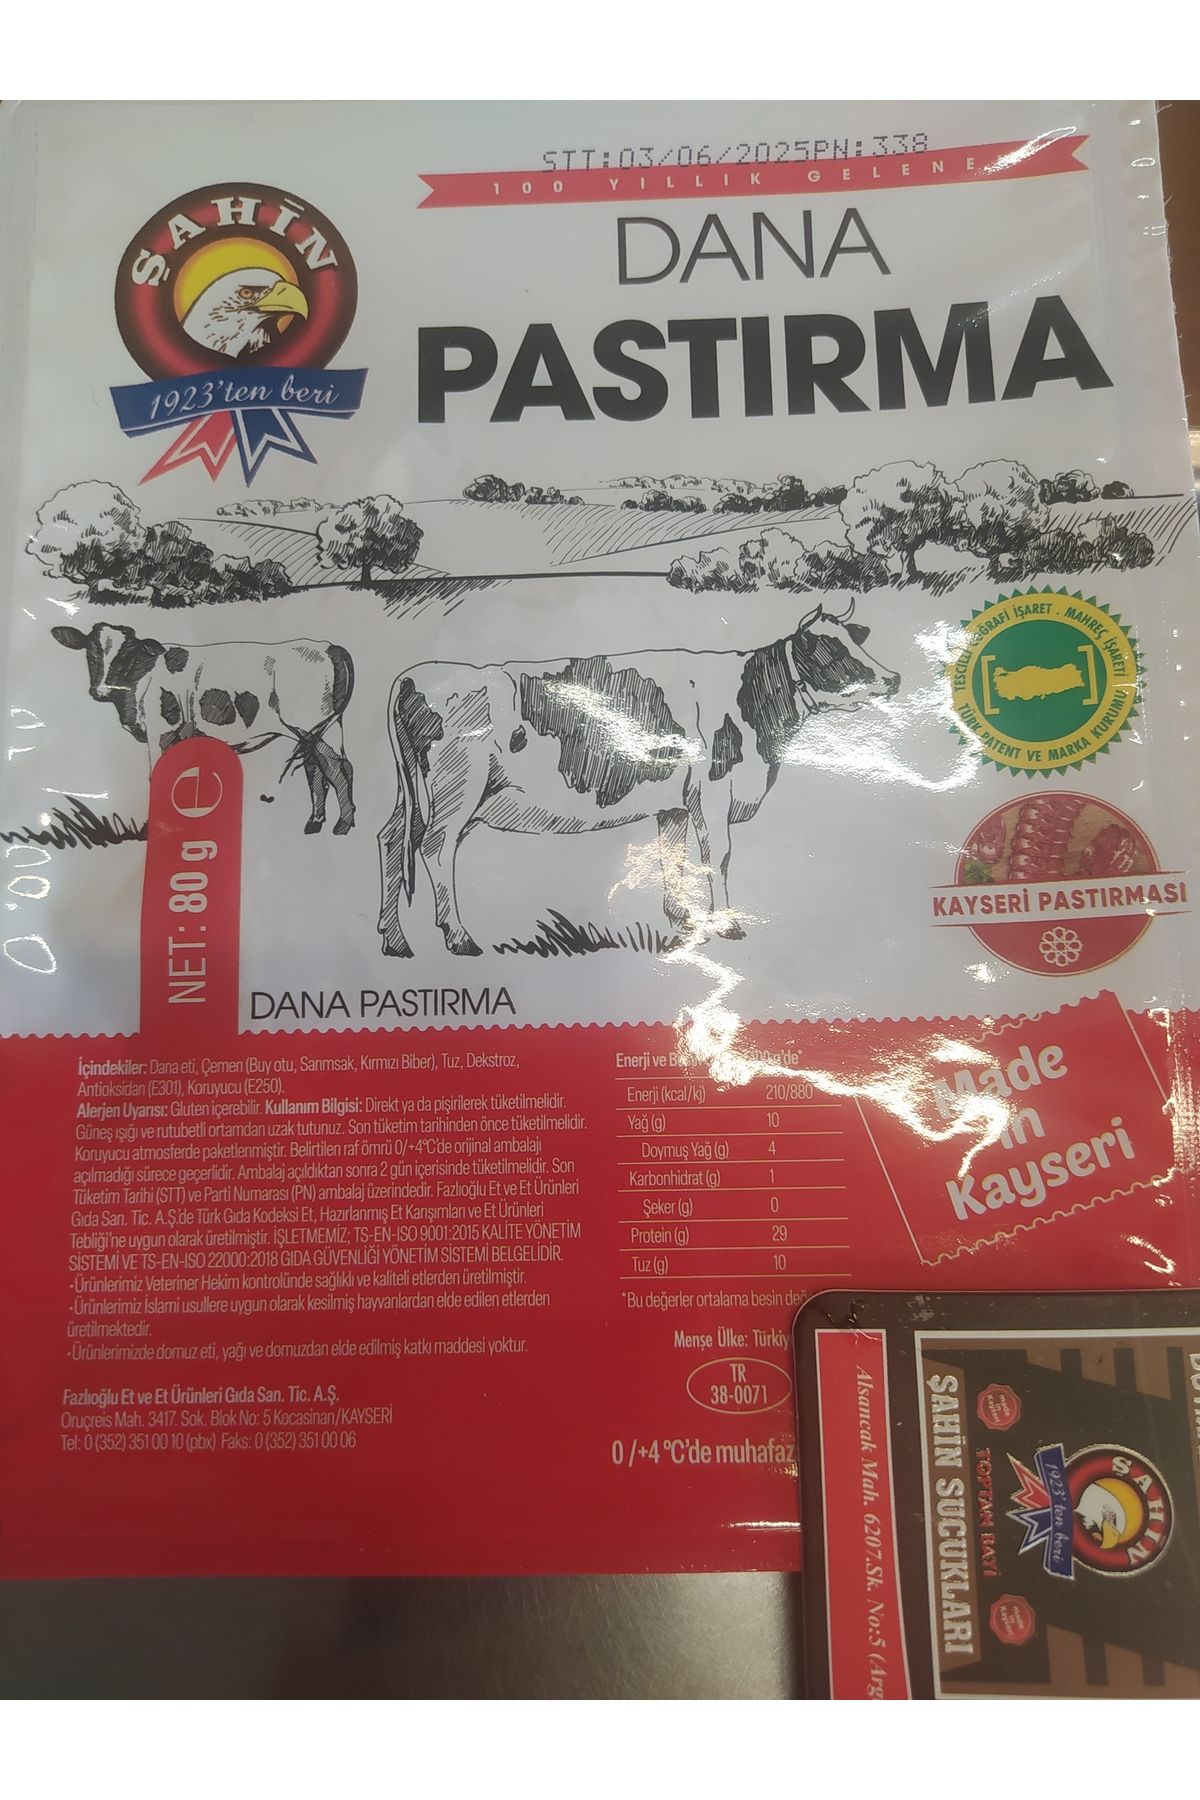 STT:03/06/2025PN:338
100 YILLIK GELENE
ŞAHİN
1923'ten beri
DANA
PASTIRMA
TESCİLLİ COĞRAFİ İŞARET . MAHREÇ İŞARETİ
TÜRK PATENT VE MARKA KURUMU
KAYSERİ PASTIRMASI
NET: 80 g e
DANA PASTIRMA
İçindekiler: Dana eti, Çemen (Buy otu, Sarımsak, Kırmızı Biber), Tuz, Dekstroz,
Antioksidan (E301), Koruyucu (E250).
Alerjen Uyarısı: Gluten içerebilir. Kullanım Bilgisi: Direkt ya da pişirilerek tüketilmelidir.
Güneş ışığı ve rutubetli ortamdan uzak tutunuz. Son tüketim tarihinden önce tüketilmelidir.
Koruyucu atmosferde paketlenmiştir. Belirtilen raf ömrü 0/+4°C'de orijinal ambalajı
açılmadığı sürece geçerlidir. Ambalaj açıldıktan sonra 2 gün içerisinde tüketilmelidir. Son
Tüketim Tarihi (STT) ve Parti Numarası (PN) ambalaj üzerindedir. Fazlıoğlu Et ve Et Ürünleri
Gıda San. Tic. A.Ş.'de Türk Gıda Kodeksi Et, Hazırlanmış Et Karışımları ve Et Ürünleri
Tebliği'ne uygun olarak üretilmiştir. İŞLETMEMİZ; TS-EN-ISO 9001:2015 KALİTE YÖNETİM
SİSTEMİ VE TS-EN-ISO 22000:2018 GIDA GÜVENLİĞİ YÖNETİM SİSTEMİ BELGELİDİR.
-Ürünlerimiz Veteriner Hekim kontrolünde sağlıklı ve kaliteli etlerden üretilmiştir.
-Ürünlerimiz İslami usullere uygun olarak kesilmiş hayvanlardan elde edilen etlerden
üretilmektedir.
-Ürünlerimizde domuz eti, yağı ve domuzdan elde edilmiş katkı maddesi yoktur.
Fazlıoğlu Et ve Et Ürünleri Gıda San. Tic. A.Ş.
Oruçreis Mah. 3417. Sok. Blok No: 5 Kocasinan/KAYSERİ
Tel: 0 (352) 351 00 10 (pbx) Faks: 0 (352) 351 00 06
Enerji ve B 100 g'de*
Enerji (kcal/kj) 210/880
Yağ (g) 10
Doymuş Yağ (g) 4
Karbonhidrat (g) 1
Şeker (g) 0
Protein (g) 29
Tuz (g) 10
*Bu değerler ortalama besin değ
Menşe Ülke: Türkiy
TR
38-0071
0 /+4 °C'de muhafaz
Made
in
Kayseri
ŞAHİN
1923'ten beri
made in Kayseri
TOPTAN BAYİ
made in Kayseri
ŞAHİN SUCUKLARI
Alsancak Mah. 6207.Sk. No:5 (Arg